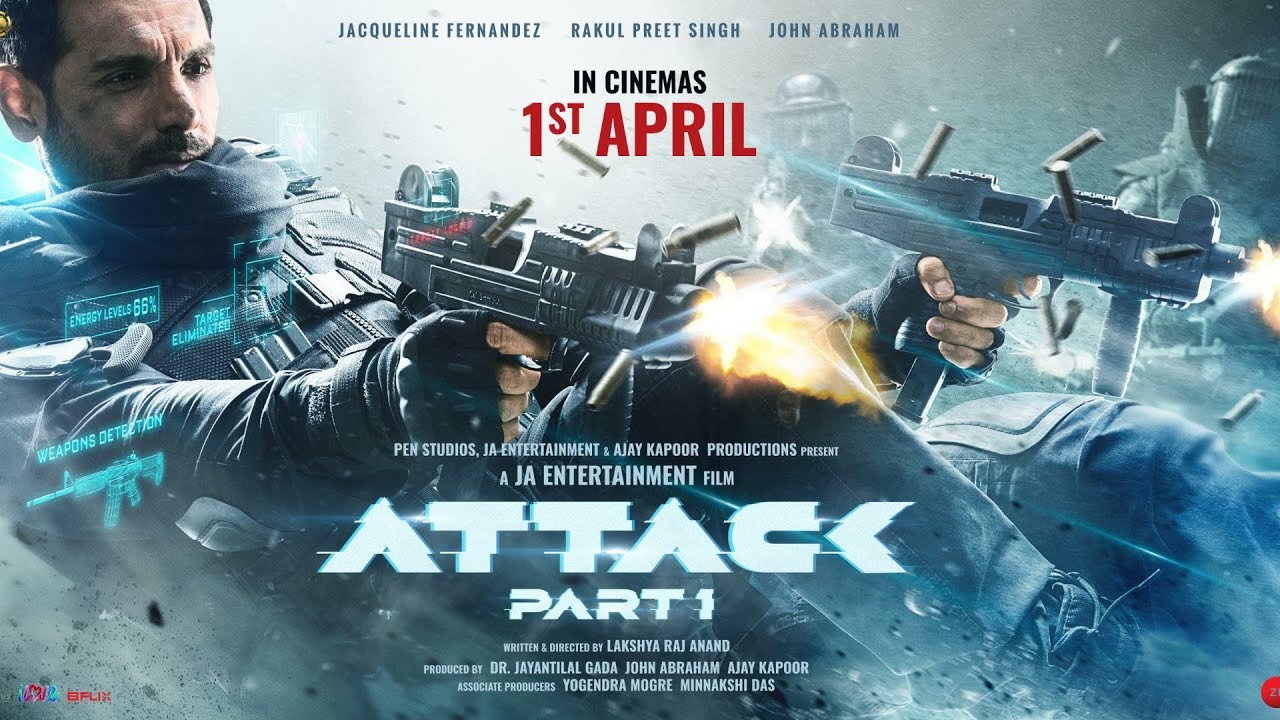 JACQUELINE FERNANDEZ RAKUL PREET SINGH JOHN ABRAHAM
IN CINEMAS
1ST APRIL
ENERGY LEVELS 66%
TARGET
ELIMINATED
WEAPONS DETECTION
PEN STUDIOS, JA ENTERTAINMENT & AJAY KAPOOR PRODUCTIONS PRESENT
A JA ENTERTAINMENT FILM
ATTACK
PART 1
WRITTEN & DIRECTED BY LAKSHYA RAJ ANAND
PRODUCED BY DR. JAYANTILAL GADA JOHN ABRAHAM AJAY KAPOOR
ASSOCIATE PRODUCERS YOGENDRA MOGRE MINNAKSHI DAS
BFLIX